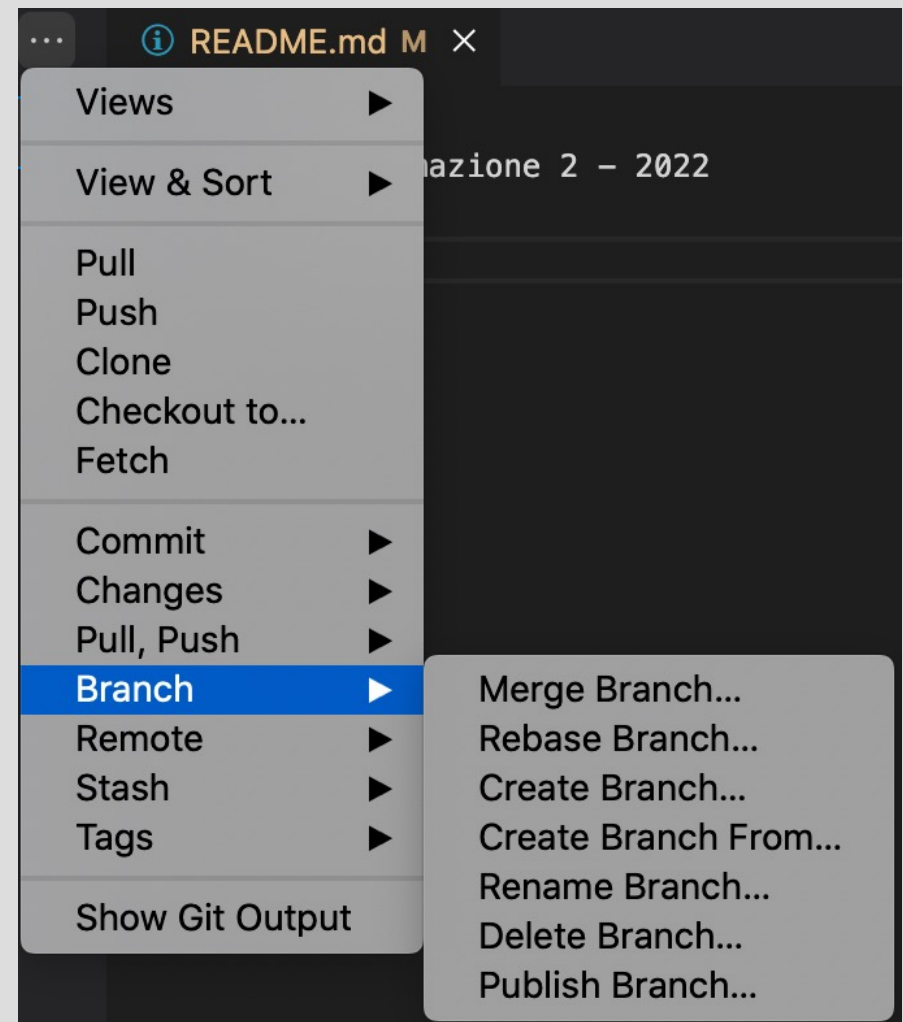 ... README.md M ×
Views
azione 2 – 2022
View & Sort
Pull
Push
Clone
Checkout to...
Fetch
Commit
Changes
Pull, Push
Branch
Remote
Stash
Tags
Show Git Output
Merge Branch...
Rebase Branch...
Create Branch...
Create Branch From...
Rename Branch...
Delete Branch...
Publish Branch...